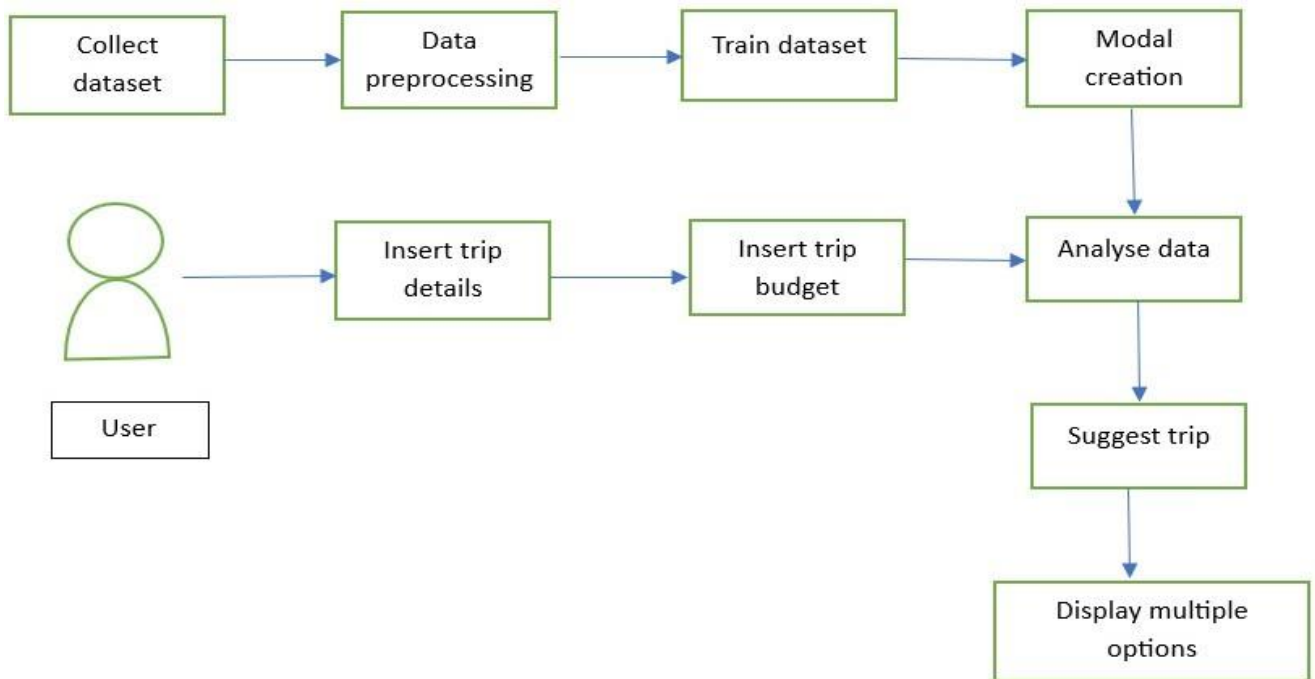 Collect
dataset
Data
preprocessing
Train dataset
Modal
creation
Insert trip
details
Insert trip
budget
Analyse data
User
Suggest trip
Display multiple
options